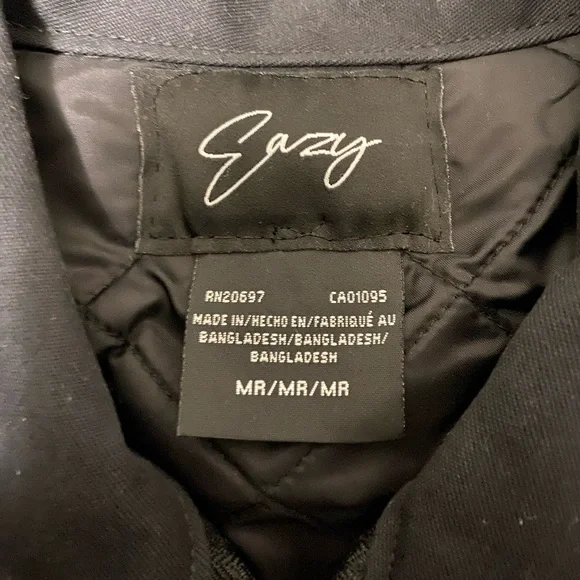 Eazy
RN20697 CA01095
MADE IN/HECHO EN/FABRIQUÉ AU
BANGLADESH/BANGLADESH/
BANGLADESH
MR/MR/MR